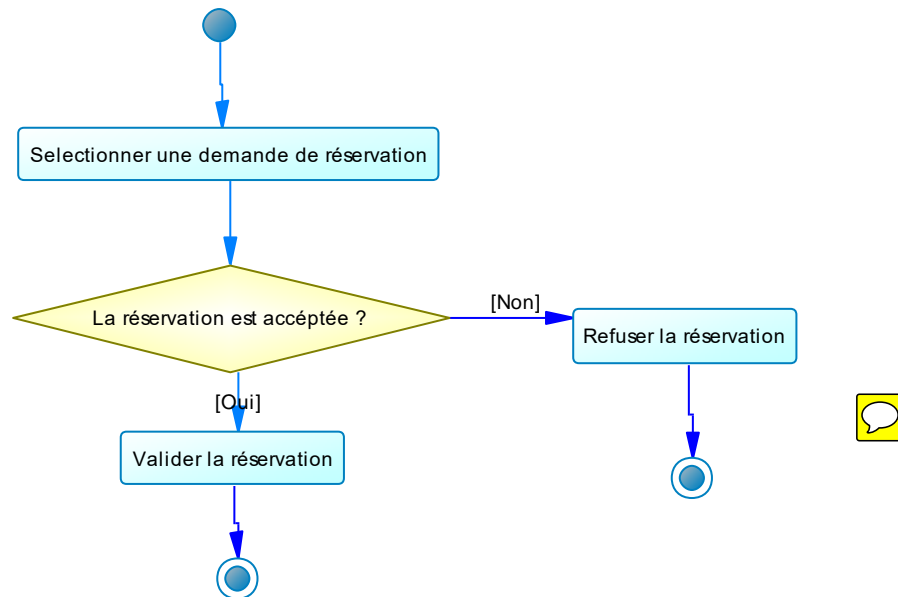 Selectionner une demande de réservation
La réservation est accéptée ?
[Non]
Refuser la réservation
[Oui]
Valider la réservation